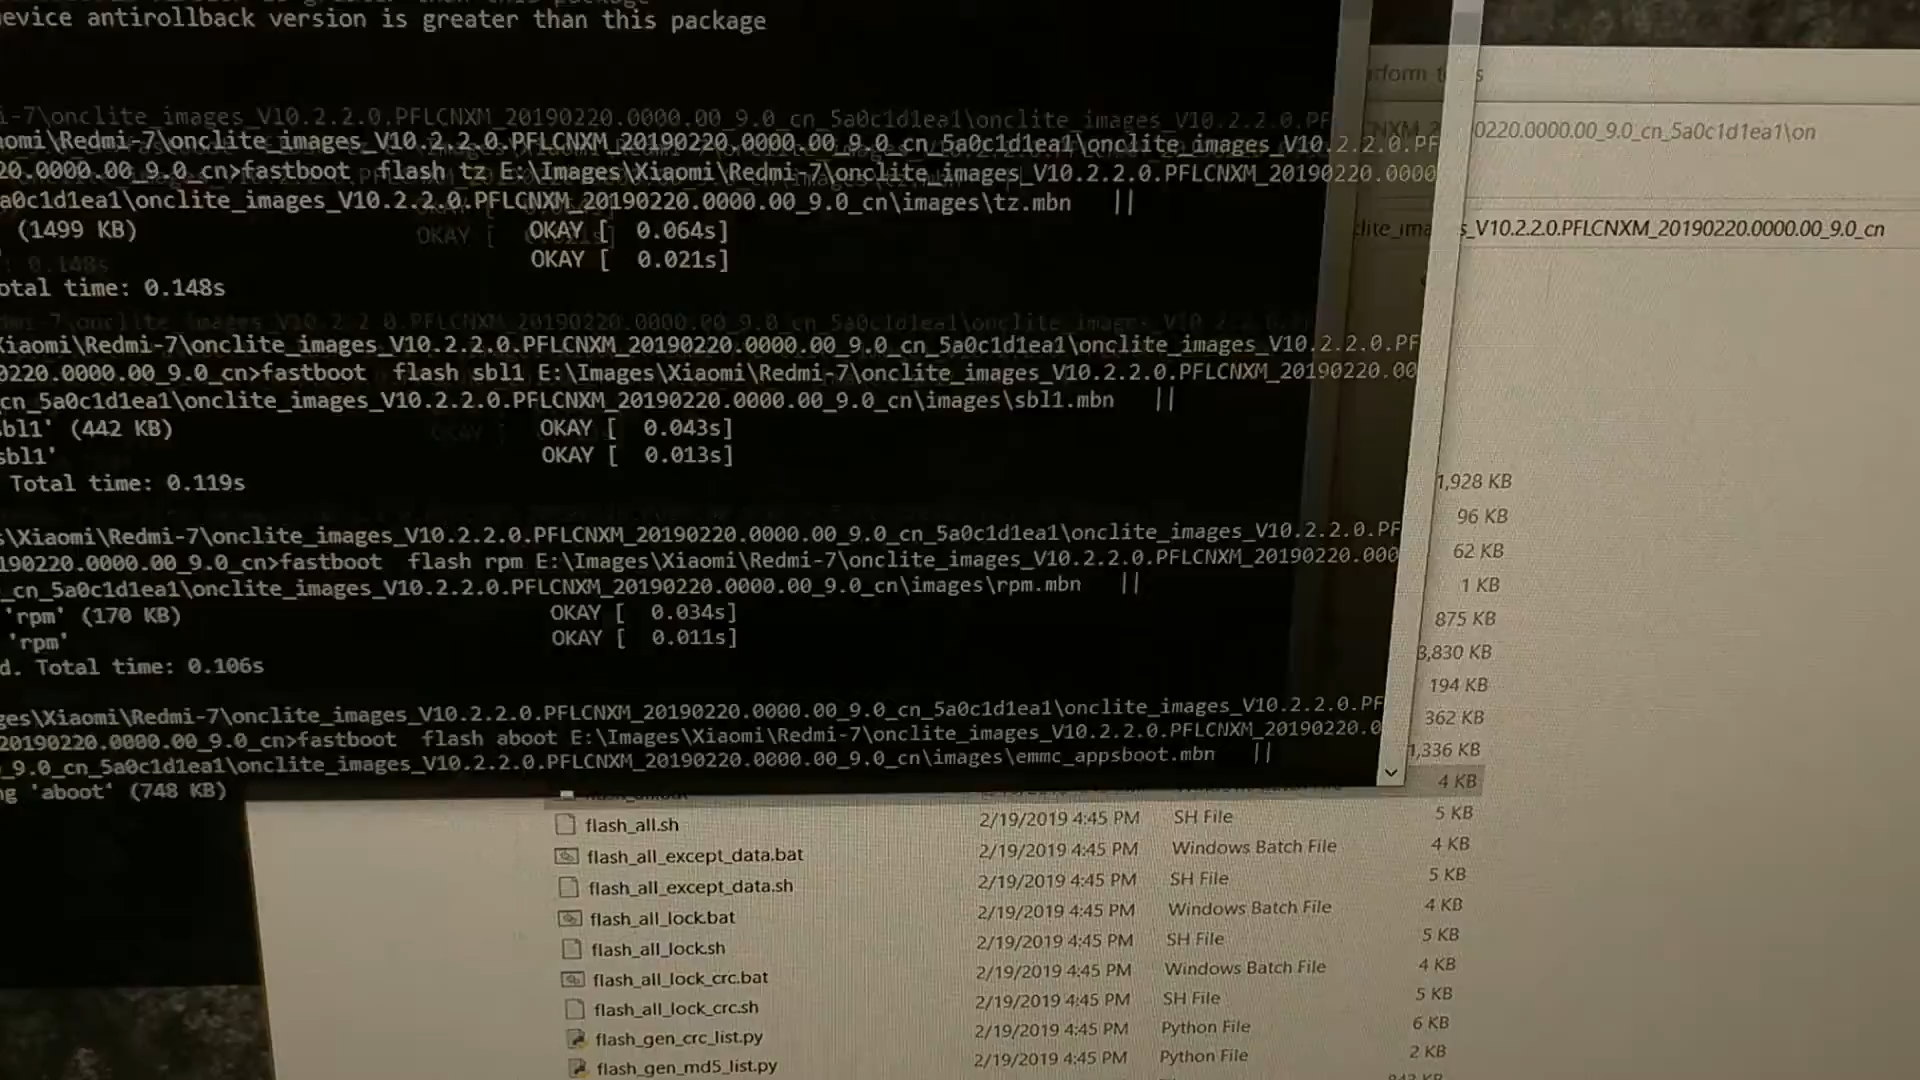 evice antirollback version is greater than this package
i-7\onclite_images_V10.2.2.0.PFLCNXM_20190220.0000.00_9.0_cn_5a0c1d1ea1\onclite_images_V10.2.2.0.PF
aomi\Redmi-7\onclite_images_V10.2.2.0.PFLCNXM_20190220.0000.00_9.0_cn_5a0c1d1ea1\onclite_images_V10.2.2.0.PF
20.0000.00_9.0_cn>fastboot  flash tz E:\Images\Xiaomi\Redmi-7\onclite_images_V10.2.2.0.PFLCNXM_20190220.0000
a0c1d1ea1\onclite_images_V10.2.2.0.PFLCNXM_20190220.0000.00_9.0_cn\images\tz.mbn   ||
(1499 KB) OKAY [  0.064s]
OKAY [  0.021s]
otal time: 0.148s
Xiaomi\Redmi-7\onclite_images_V10.2.2.0.PFLCNXM_20190220.0000.00_9.0_cn_5a0c1d1ea1\onclite_images_V10.2.2.0.PF
0220.0000.00_9.0_cn>fastboot  flash sbl1 E:\Images\Xiaomi\Redmi-7\onclite_images_V10.2.2.0.PFLCNXM_20190220.00
cn_5a0c1d1ea1\onclite_images_V10.2.2.0.PFLCNXM_20190220.0000.00_9.0_cn\images\sbl1.mbn   ||
sbl1' (442 KB) OKAY [  0.043s]
sbl1' OKAY [  0.013s]
Total time: 0.119s
s\Xiaomi\Redmi-7\onclite_images_V10.2.2.0.PFLCNXM_20190220.0000.00_9.0_cn_5a0c1d1ea1\onclite_images_V10.2.2.0.PF
190220.0000.00_9.0_cn>fastboot  flash rpm E:\Images\Xiaomi\Redmi-7\onclite_images_V10.2.2.0.PFLCNXM_20190220.000
_cn_5a0c1d1ea1\onclite_images_V10.2.2.0.PFLCNXM_20190220.0000.00_9.0_cn\images\rpm.mbn   ||
'rpm' (170 KB) OKAY [  0.034s]
'rpm' OKAY [  0.011s]
d. Total time: 0.106s
ges\Xiaomi\Redmi-7\onclite_images_V10.2.2.0.PFLCNXM_20190220.0000.00_9.0_cn_5a0c1d1ea1\onclite_images_V10.2.2.0.PF
20190220.0000.00_9.0_cn>fastboot  flash aboot E:\Images\Xiaomi\Redmi-7\onclite_images_V10.2.2.0.PFLCNXM_20190220.0
_9.0_cn_5a0c1d1ea1\onclite_images_V10.2.2.0.PFLCNXM_20190220.0000.00_9.0_cn\images\emmc_appsboot.mbn   ||
ng 'aboot' (748 KB)
0220.0000.00_9.0_cn_5a0c1d1ea1\on
s_V10.2.2.0.PFLCNXM_20190220.0000.00_9.0_cn
1,928 KB
96 KB
62 KB
1 KB
875 KB
3,830 KB
194 KB
362 KB
1,336 KB
4 KB
flash_all.sh 2/19/2019 4:45 PM SH File 5 KB
flash_all_except_data.bat 2/19/2019 4:45 PM Windows Batch File 4 KB
flash_all_except_data.sh 2/19/2019 4:45 PM SH File 5 KB
flash_all_lock.bat 2/19/2019 4:45 PM Windows Batch File 4 KB
flash_all_lock.sh 2/19/2019 4:45 PM SH File 5 KB
flash_all_lock_crc.bat 2/19/2019 4:45 PM Windows Batch File 4 KB
flash_all_lock_crc.sh 2/19/2019 4:45 PM SH File 5 KB
flash_gen_crc_list.py 2/19/2019 4:45 PM Python File 6 KB
flash_gen_md5_list.py 2/19/2019 4:45 PM Python File 2 KB